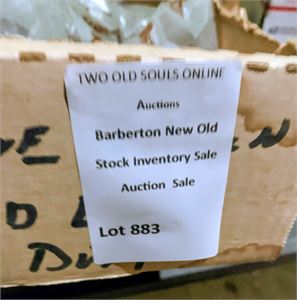 TWO OLD SOULS ONLINE
Auctions
Barberton New Old
Stock Inventory Sale
Auction Sale
Lot 883